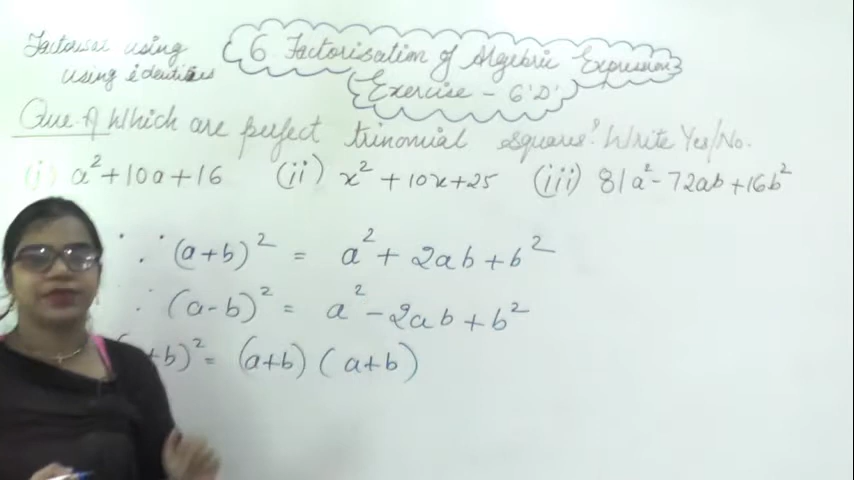 Factorise using
using identities
6 Factorisation of Algebraic Expressions
Exercise - 6'D'
Que. 1) Which are perfect trinomial squares? Write Yes/No.
(i) a² + 10a + 16 (ii) x² + 10x + 25 (iii) 81a² - 72ab + 16b²
∵ (a+b)² = a² + 2ab + b²
∵ (a-b)² = a² - 2ab + b²
+b)² = (a+b) (a+b)